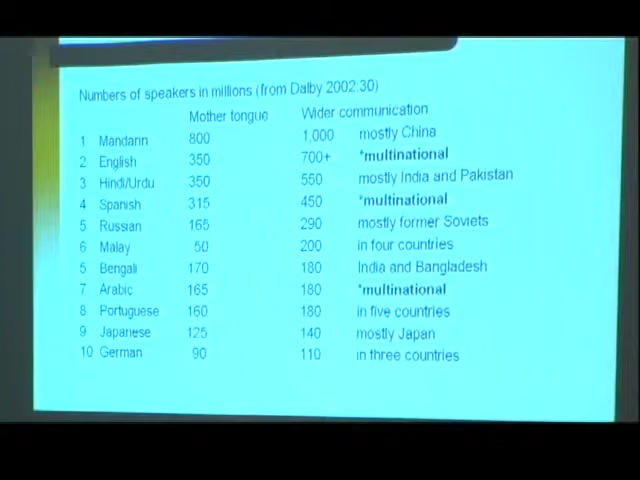 Numbers of speakers in millions (from Dalby 2002:30)
Mother tongue Wider communication
1 Mandarin 800 1,000 mostly China
2 English 350 700+ *multinational
3 Hindi/Urdu 350 550 mostly India and Pakistan
4 Spanish 315 450 *multinational
5 Russian 165 290 mostly former Soviets
6 Malay 50 200 in four countries
5 Bengali 170 180 India and Bangladesh
7 Arabic 165 180 *multinational
8 Portuguese 160 180 in five countries
9 Japanese 125 140 mostly Japan
10 German 90 110 in three countries